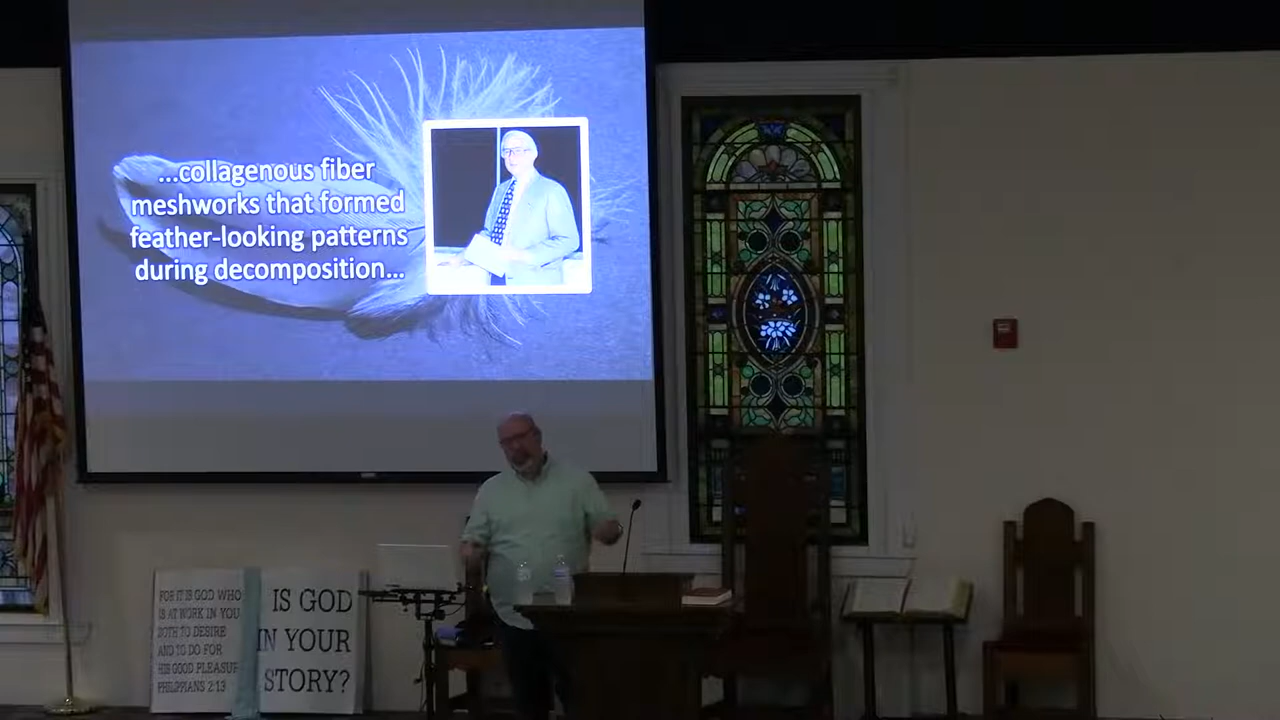 ...collagenous fiber
meshworks that formed
feather-looking patterns
during decomposition...
FOR IT IS GOD WHO
IS AT WORK IN YOU
BOTH TO DESIRE
AND TO DO FOR
HIS GOOD PLEASURE
PHILIPPIANS 2:13
IS GOD
IN YOUR
STORY?